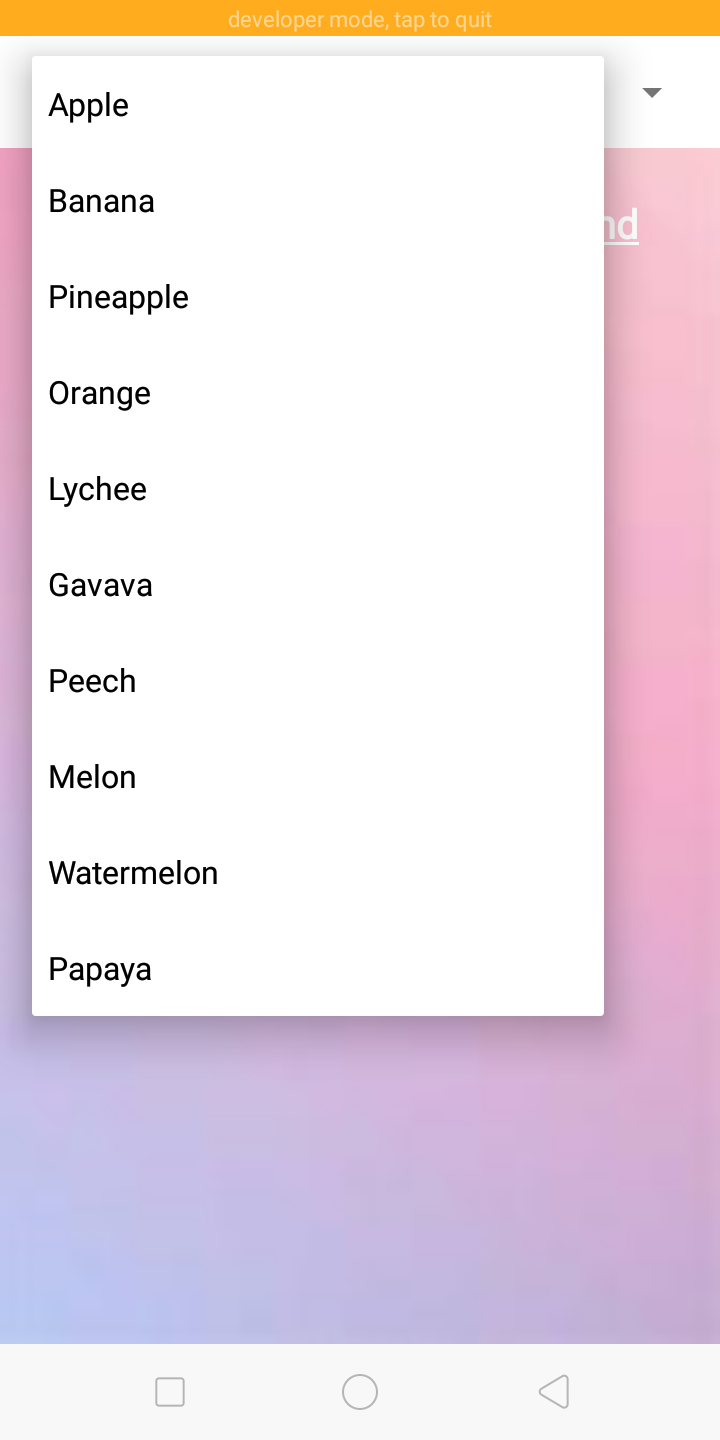 developer mode, tap to quit
Apple
Banana
nd
Pineapple
Orange
Lychee
Gavava
Peech
Melon
Watermelon
Papaya